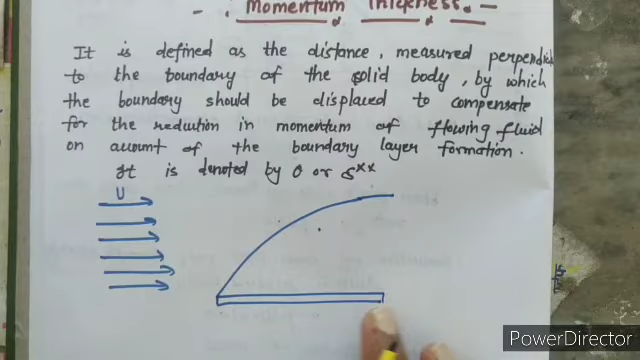 -: Momentum Thickness. -
It is defined as the distance, measured perpendic
to the boundary of the solid body, by which
the boundary should be displaced to compensate
for the reduction in momentum of flowing fluid
on amount of the boundary layer formation.
It is denoted by θ or δ**
U
PowerDirector